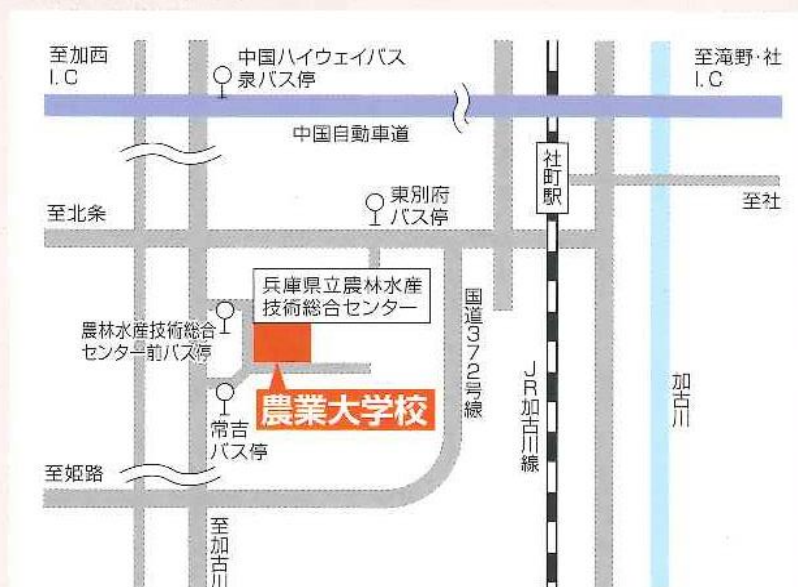 至加西
I.C
中国ハイウェイバス
泉バス停
至滝野・社
I.C
中国自動車道
社町駅
東別府
バス停
至社
至北条
兵庫県立農林水産
技術総合センター
農林水産技術総合
センター前バス停
国道372号線
JR加古川線
加古川
農業大学校
常吉
バス停
至姫路
至加古川